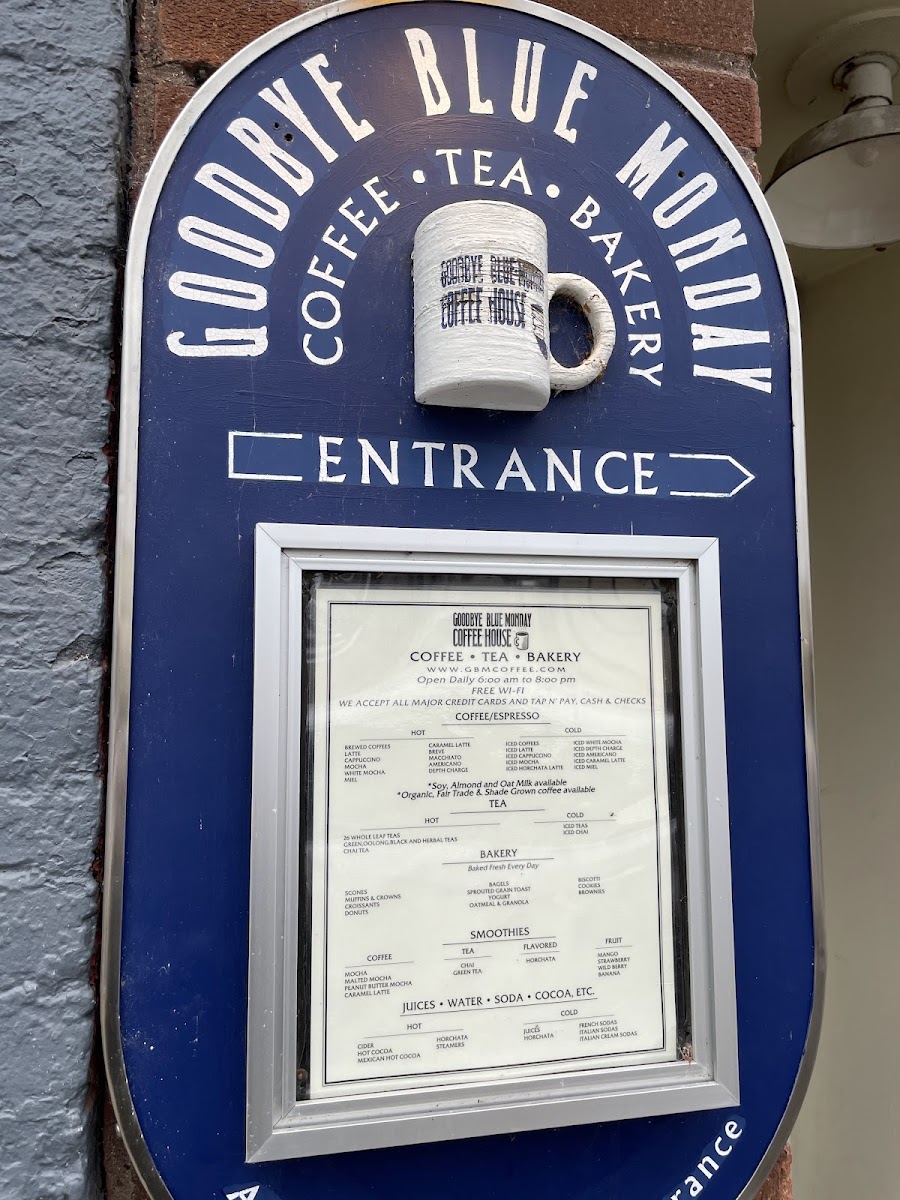 GOODBYE BLUE MONDAY
COFFEE • TEA • BAKERY
GOODBYE BLUE
COFFEE HOUSE
ENTRANCE
GOODBYE BLUE MONDAY
COFFEE HOUSE
COFFEE • TEA • BAKERY
WWW.GBMCOFFEE.COM
Open Daily 6:00 am to 8:00 pm
FREE WI-FI
WE ACCEPT ALL MAJOR CREDIT CARDS AND TAP N' PAY, CASH & CHECKS
COFFEE/ESPRESSO
HOT
BREWED COFFEES
LATTE
CAPPUCCINO
MOCHA
WHITE MOCHA
MIEL
CARAMEL LATTE
BREVE
MACCHIATO
AMERICANO
DEPTH CHARGE
COLD
ICED COFFEES
ICED LATTE
ICED CAPPUCCINO
ICED MOCHA
ICED HORCHATA LATTE
ICED WHITE MOCHA
ICED DEPTH CHARGE
ICED AMERICANO
ICED CARAMEL LATTE
ICED MIEL
*Soy, Almond and Oat Milk available
*Organic, Fair Trade & Shade Grown coffee available
TEA
HOT
26 WHOLE LEAF TEAS
GREEN,OOLONG,BLACK AND HERBAL TEAS
CHAI TEA
COLD
ICED TEAS
ICED CHAI
BAKERY
Baked Fresh Every Day
SCONES
MUFFINS & CROWNS
CROISSANTS
DONUTS
BAGELS
SPROUTED GRAIN TOAST
YOGURT
OATMEAL & GRANOLA
BISCOTTI
COOKIES
BROWNIES
SMOOTHIES
COFFEE
MOCHA
MALTED MOCHA
PEANUT BUTTER MOCHA
CARAMEL LATTE
TEA
CHAI
GREEN TEA
FLAVORED
HORCHATA
FRUIT
MANGO
STRAWBERRY
WILD BERRY
BANANA
JUICES • WATER • SODA • COCOA, ETC.
HOT
CIDER
HOT COCOA
MEXICAN HOT COCOA
HORCHATA
STEAMERS
COLD
JUICES
HORCHATA
FRENCH SODAS
ITALIAN SODAS
ITALIAN CREAM SODAS